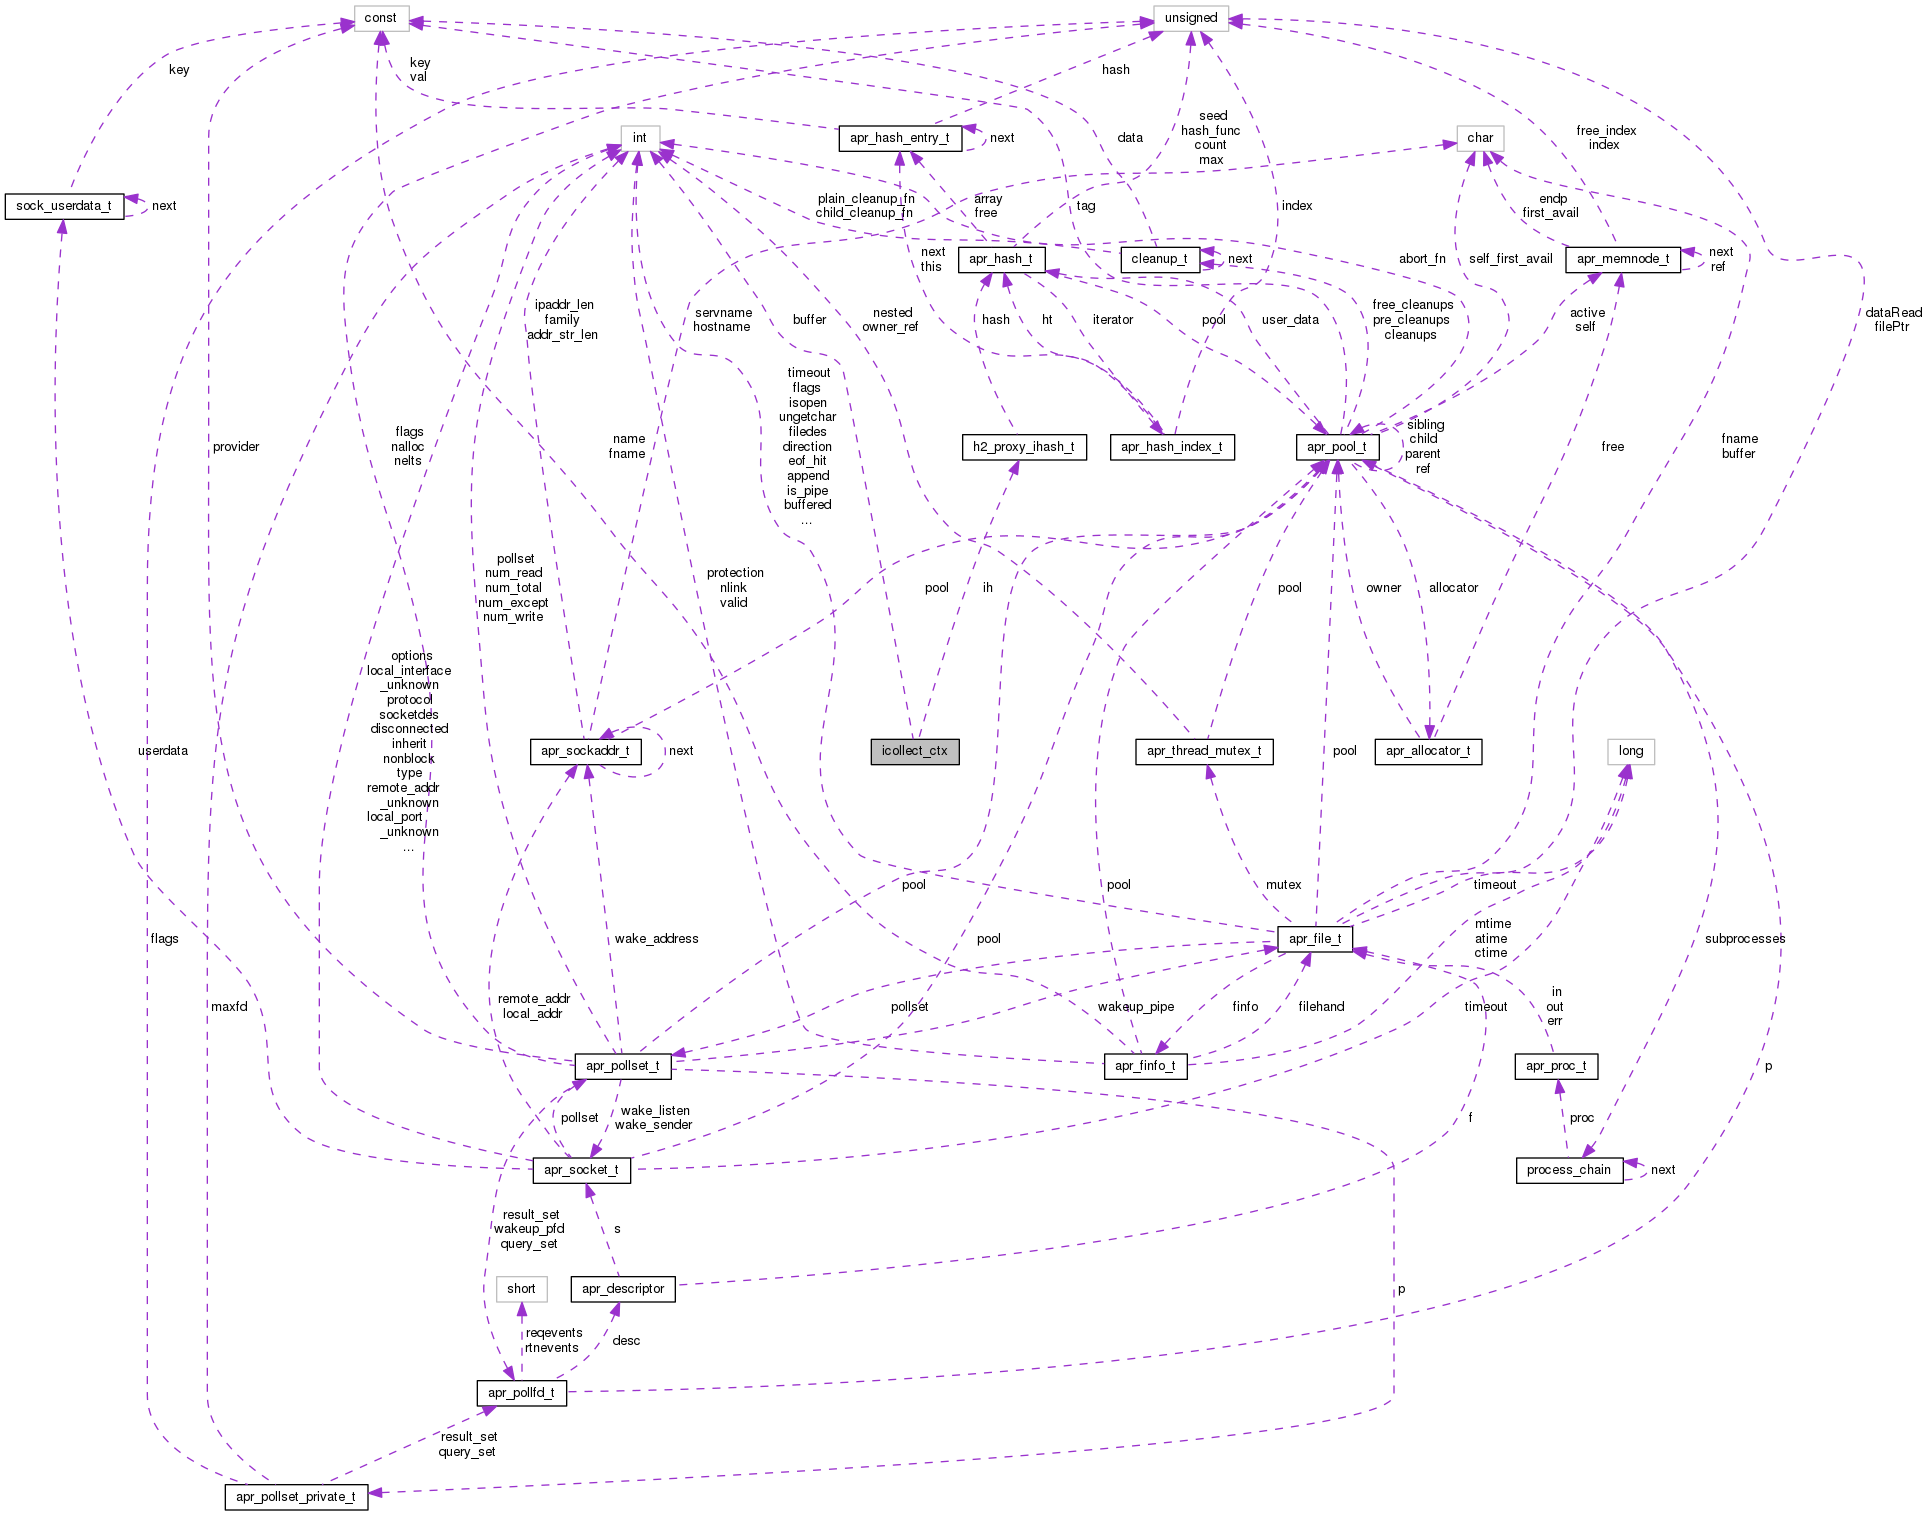 const
unsigned
key
key
val
hash
int
apr_hash_entry_t
next
char
free_index
index
data
seed
hash_func
count
max
sock_userdata_t
next
plain_cleanup_fn
child_cleanup_fn
array
free
tag
index
endp
first_avail
next
this
apr_hash_t
cleanup_t
next
abort_fn
self_first_avail
apr_memnode_t
next
ref
ipaddr_len
family
addr_str_len
servname
hostname
buffer
nested
owner_ref
hash
ht
iterator
pool
user_data
free_cleanups
pre_cleanups
cleanups
active
self
dataRead
filePtr
provider
flags
nalloc
nelts
name
fname
timeout
flags
isopen
ungetchar
filedes
direction
eof_hit
append
is_pipe
buffered
...
h2_proxy_ihash_t
apr_hash_index_t
apr_pool_t
sibling
child
parent
ref
free
fname
buffer
pollset
num_read
num_total
num_except
num_write
protection
nlink
valid
pool
ih
pool
owner
allocator
options
local_interface
_unknown
protocol
socketdes
disconnected
inherit
nonblock
type
remote_addr
_unknown
local_port
_unknown
...
userdata
apr_sockaddr_t
next
icollect_ctx
apr_thread_mutex_t
pool
apr_allocator_t
long
pool
pool
mutex
timeout
flags
wake_address
pool
apr_file_t
mtime
atime
ctime
subprocesses
maxfd
remote_addr
local_addr
pollset
wakeup_pipe
finfo
filehand
timeout
in
out
err
apr_pollset_t
apr_finfo_t
apr_proc_t
p
pollset
wake_listen
wake_sender
f
proc
apr_socket_t
process_chain
next
result_set
wakeup_pfd
query_set
s
short
apr_descriptor
p
reqevents
rtnevents
desc
apr_pollfd_t
result_set
query_set
apr_pollset_private_t